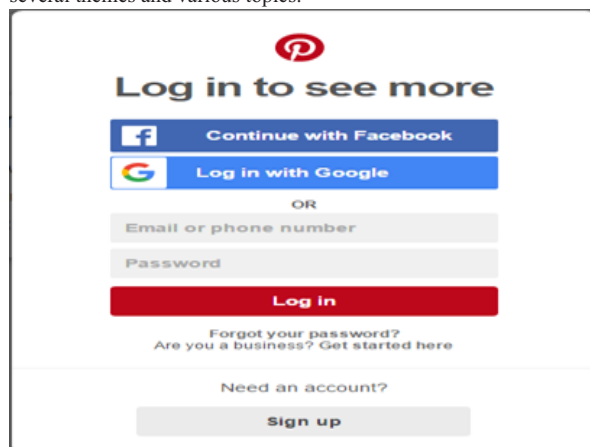 several themes and various topics.
Log in to see more
f Continue with Facebook
G Log in with Google
OR
Email or phone number
Password
Log in
Forgot your password?
Are you a business? Get started here
Need an account?
Sign up